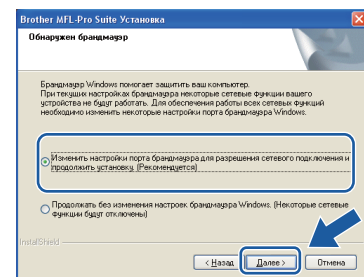 Brother MFL-Pro Suite Установка
Обнаружен брандмауэр
Брандмауэр Windows помогает защитить ваш компьютер.
При текущих настройках брандмауэра некоторые сетевые функции вашего
устройства не будут работать. Для обеспечения работы всех сетевых функций
необходимо изменить некоторые настройки порта брандмауэра Windows.
Изменить настройки порта брандмауэра для разрешения сетевого подключения и
продолжить установку. (Рекомендуется)
Продолжать без изменения настроек брандмауэра Windows. (Некоторые сетевые
функции будут отключены)
InstallShield
< Назад
Далее >
Отмена